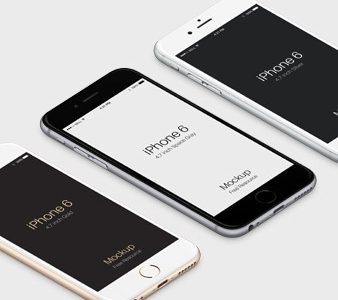 iPhone 6
4.7 inch Silver
iPhone 6
4.7 inch Space Gray
Mockup
Free Resource
iPhone 6
4.7 inch Gold
Mockup
Free Resource